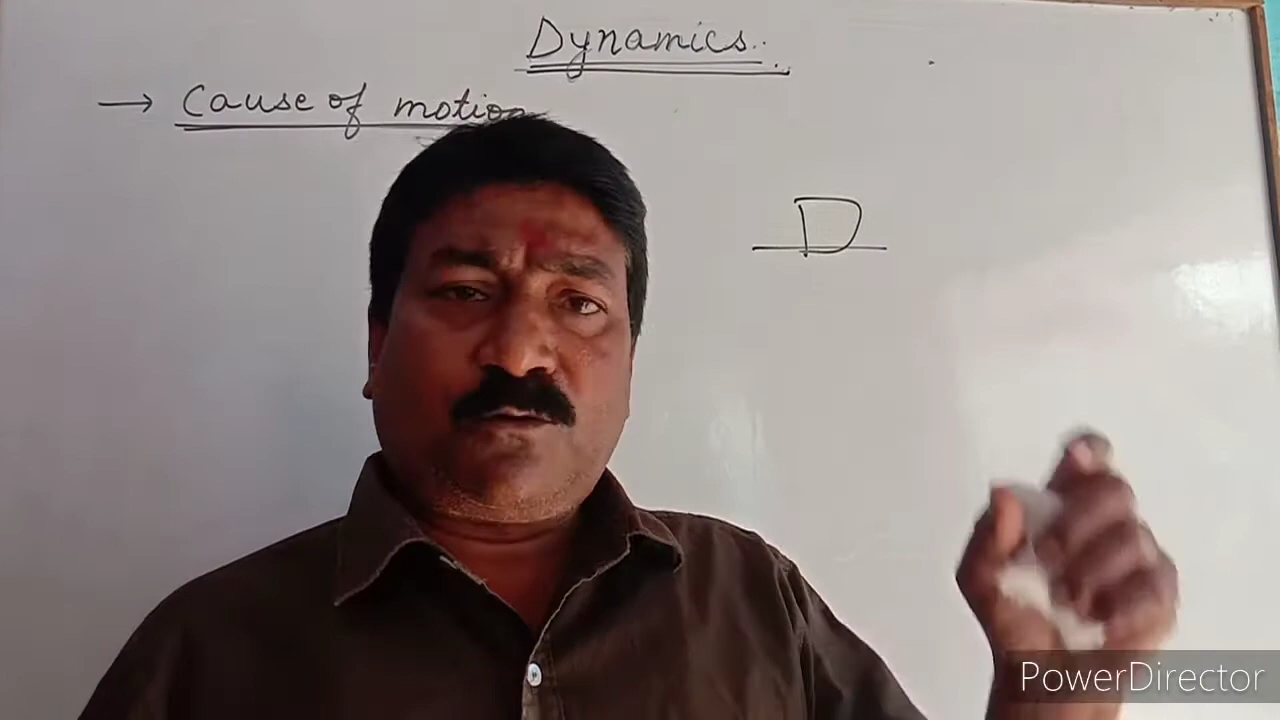 Dynamics..
→ Cause of motion
D
PowerDirector